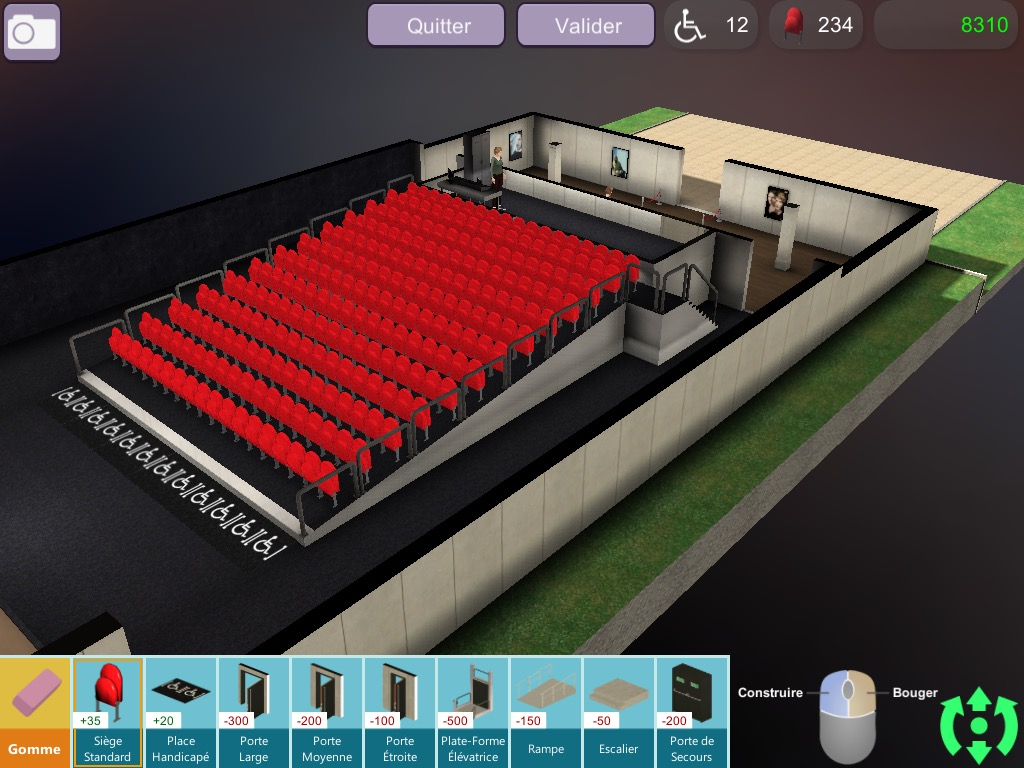 Quitter
Valider
12
234
8310
Construire
Bouger
+35
+20
-300
-200
-100
-500
-150
-50
-200
Gomme
Siège
Standard
Place
Handicapé
Porte
Large
Porte
Moyenne
Porte
Étroite
Plate-Forme
Élévatrice
Rampe
Escalier
Porte de
Secours